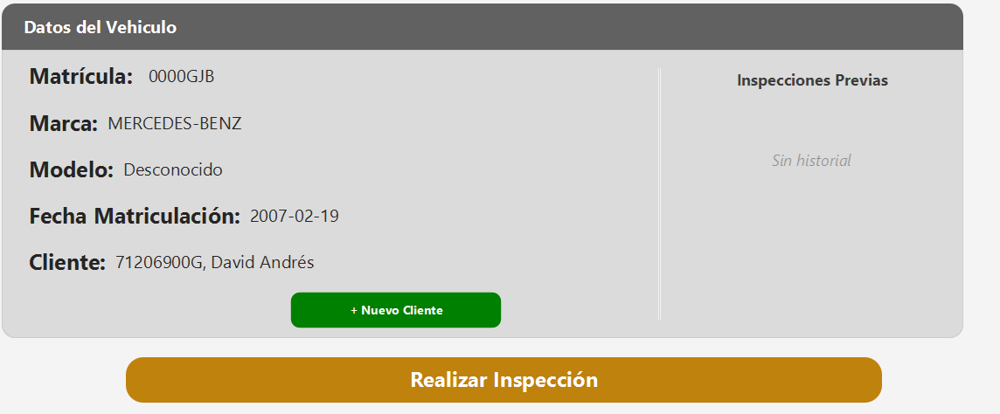 Datos del Vehiculo
Matrícula: 0000GJB
Marca: MERCEDES-BENZ
Modelo: Desconocido
Fecha Matriculación: 2007-02-19
Cliente: 71206900G, David Andrés
+ Nuevo Cliente
Inspecciones Previas
Sin historial
Realizar Inspección